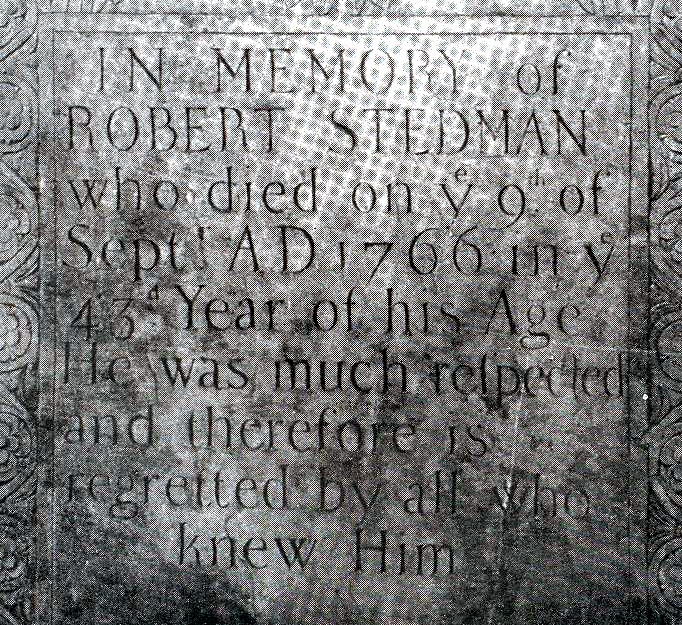 IN MEMORY of
ROBERT STEDMAN
who died on yᵉ 9ᵗʰ of
Septʳ AD 1766 in yᵉ
43ᵈ Year of his Age
He was much reſpected
and therefore is
regretted by all who
knew Him